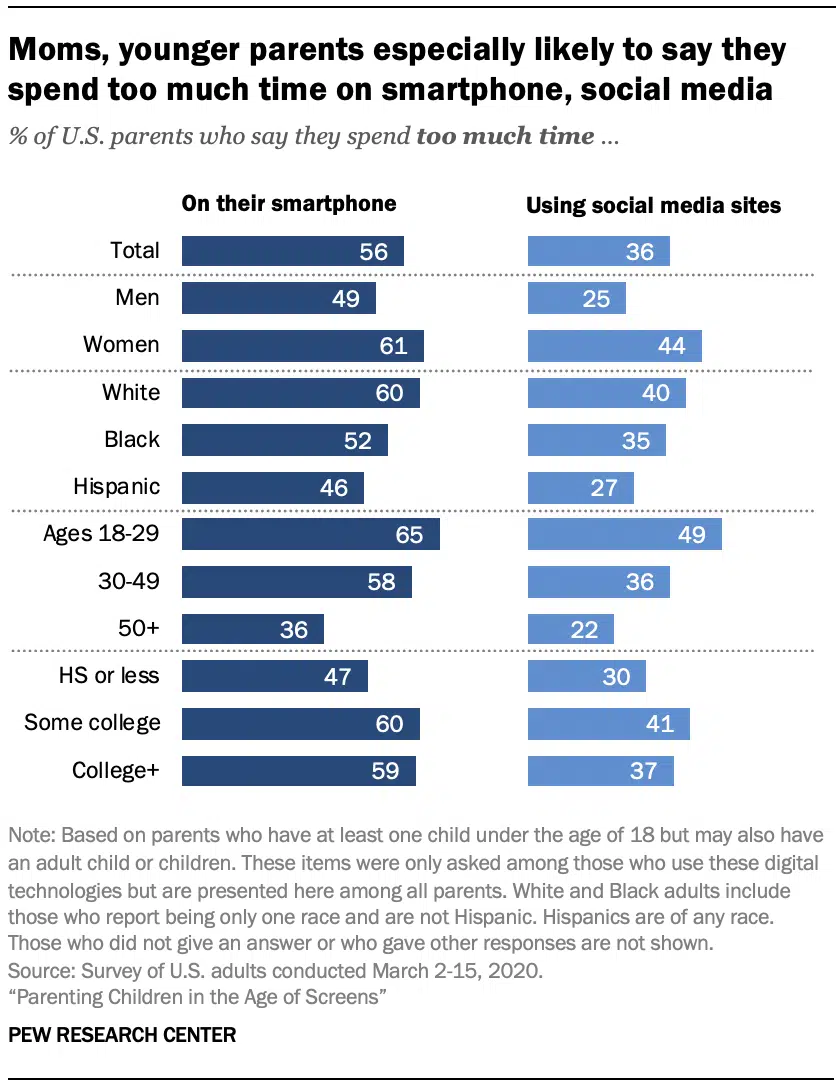 Moms, younger parents especially likely to say they
spend too much time on smartphone, social media
% of U.S. parents who say they spend too much time ...
On their smartphone Using social media sites
Total 56 36
Men 49 25
Women 61 44
White 60 40
Black 52 35
Hispanic 46 27
Ages 18-29 65 49
30-49 58 36
50+ 36 22
HS or less 47 30
Some college 60 41
College+ 59 37
Note: Based on parents who have at least one child under the age of 18 but may also have
an adult child or children. These items were only asked among those who use these digital
technologies but are presented here among all parents. White and Black adults include
those who report being only one race and are not Hispanic. Hispanics are of any race.
Those who did not give an answer or who gave other responses are not shown.
Source: Survey of U.S. adults conducted March 2-15, 2020.
“Parenting Children in the Age of Screens”
PEW RESEARCH CENTER